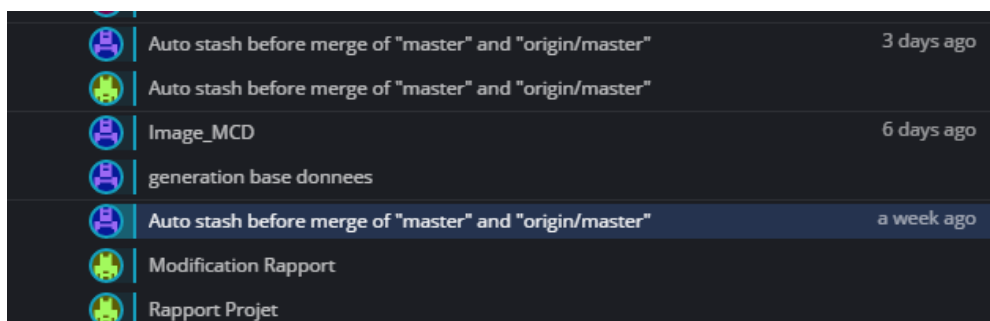 Auto stash before merge of "master" and "origin/master" 3 days ago
Auto stash before merge of "master" and "origin/master"
Image_MCD 6 days ago
generation base donnees
Auto stash before merge of "master" and "origin/master" a week ago
Modification Rapport
Rapport Projet